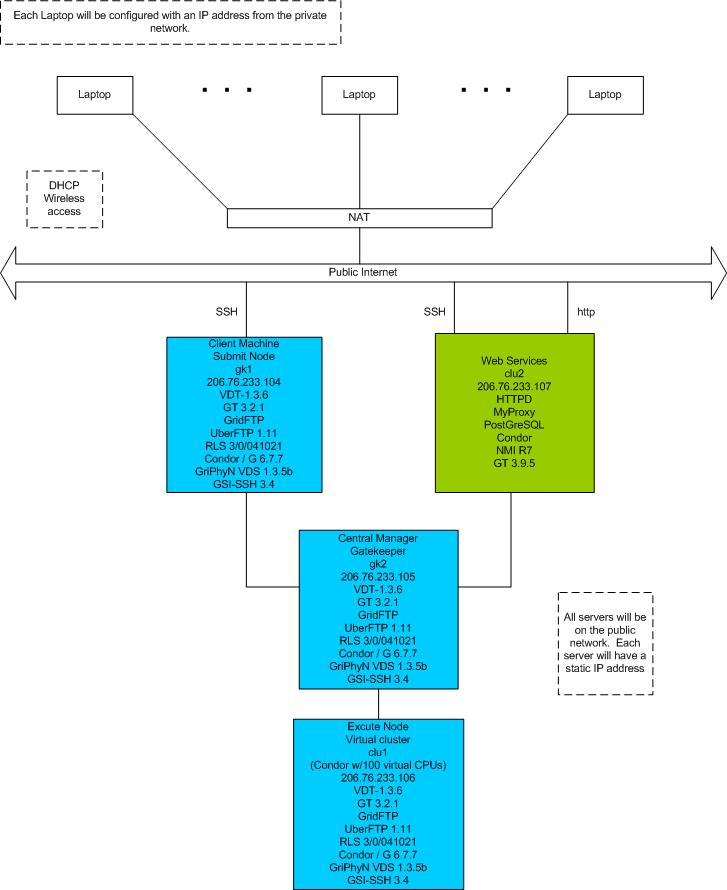 Each Laptop will be configured with an IP address from the private
network.
Laptop
Laptop
Laptop
DHCP
Wireless
access
NAT
Public Internet
SSH
SSH
http
Client Machine
Submit Node
gk1
206.76.233.104
VDT-1.3.6
GT 3.2.1
GridFTP
UberFTP 1.11
RLS 3/0/041021
Condor / G 6.7.7
GriPhyN VDS 1.3.5b
GSI-SSH 3.4
Web Services
clu2
206.76.233.107
HTTPD
MyProxy
PostGreSQL
Condor
NMI R7
GT 3.9.5
Central Manager
Gatekeeper
gk2
206.76.233.105
VDT-1.3.6
GT 3.2.1
GridFTP
UberFTP 1.11
RLS 3/0/041021
Condor / G 6.7.7
GriPhyN VDS 1.3.5b
GSI-SSH 3.4
All servers will be
on the public
network.  Each
server will have a
static IP address
Excute Node
Virtual cluster
clu1
(Condor w/100 virtual CPUs)
206.76.233.106
VDT-1.3.6
GT 3.2.1
GridFTP
UberFTP 1.11
RLS 3/0/041021
Condor / G 6.7.7
GriPhyN VDS 1.3.5b
GSI-SSH 3.4